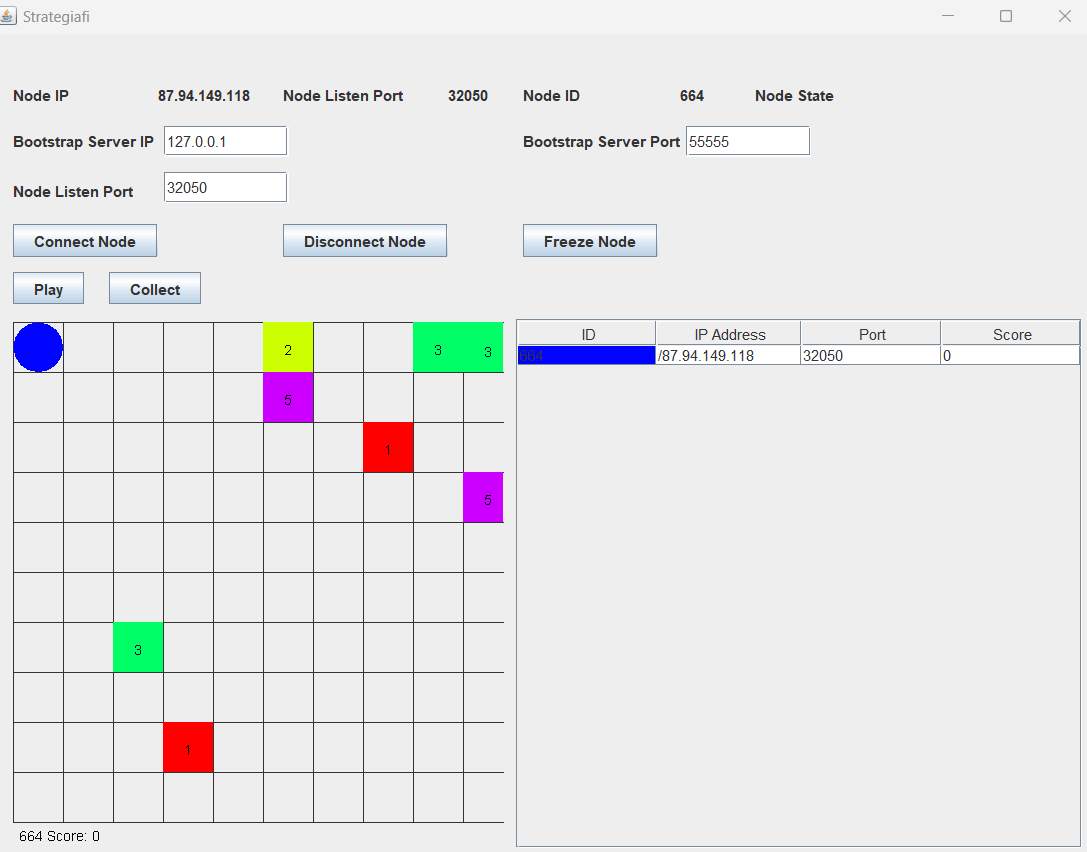 Strategiafi
Node IP 87.94.149.118 Node Listen Port 32050 Node ID 664 Node State
Bootstrap Server IP 127.0.0.1 Bootstrap Server Port 55555
Node Listen Port 32050
Connect Node Disconnect Node Freeze Node
Play Collect
ID IP Address Port Score
664 /87.94.149.118 32050 0
2 3 3
5
1
5
3
1
664 Score: 0